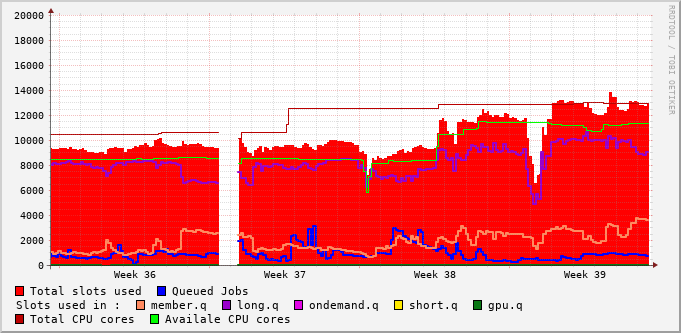 RRDTOOL / TOBI OETIKER
20000
18000
16000
14000
12000
10000
8000
6000
4000
2000
0
Week 36 Week 37 Week 38 Week 39
Total slots used Queued Jobs
Slots used in : member.q long.q ondemand.q short.q gpu.q
Total CPU cores Availale CPU cores